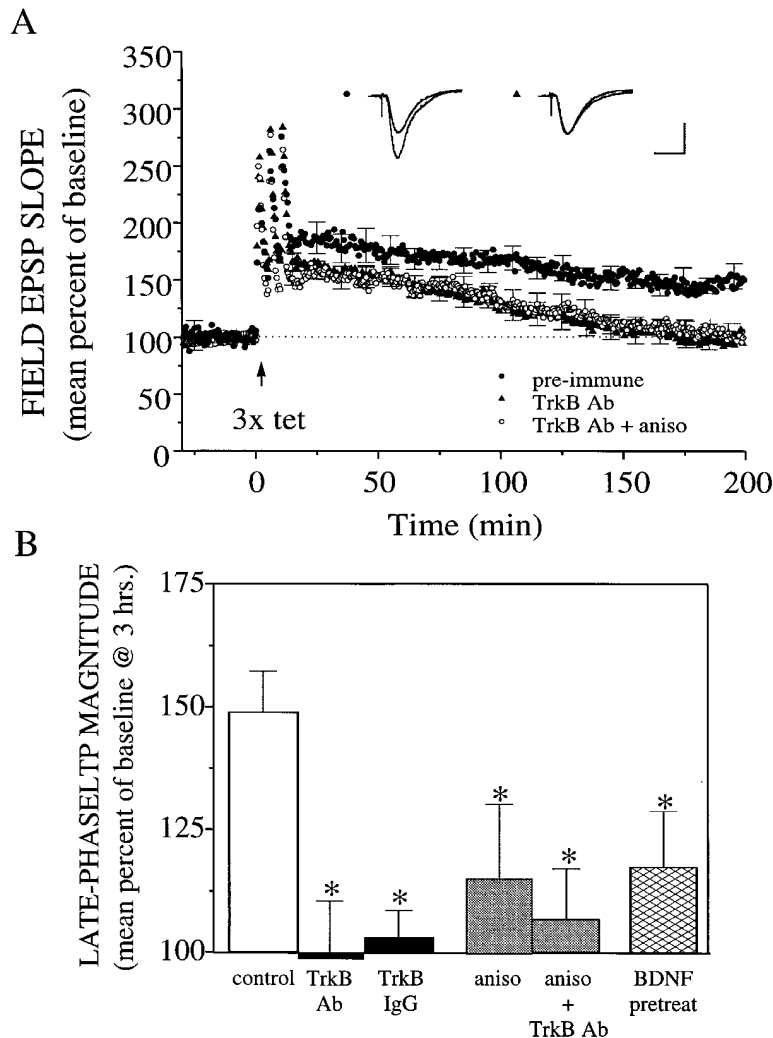 A
FIELD EPSP SLOPE
(mean percent of baseline)
350
300
250
200
150
100
50
0
3x tet
pre-immune
TrkB Ab
TrkB Ab + aniso
0
50
100
150
200
Time (min)
B
LATE-PHASELTP MAGNITUDE
(mean percent of baseline @ 3 hrs.)
175
150
125
100
*
*
*
*
*
control
TrkB
Ab
TrkB
IgG
aniso
aniso
+
TrkB Ab
BDNF
pretreat